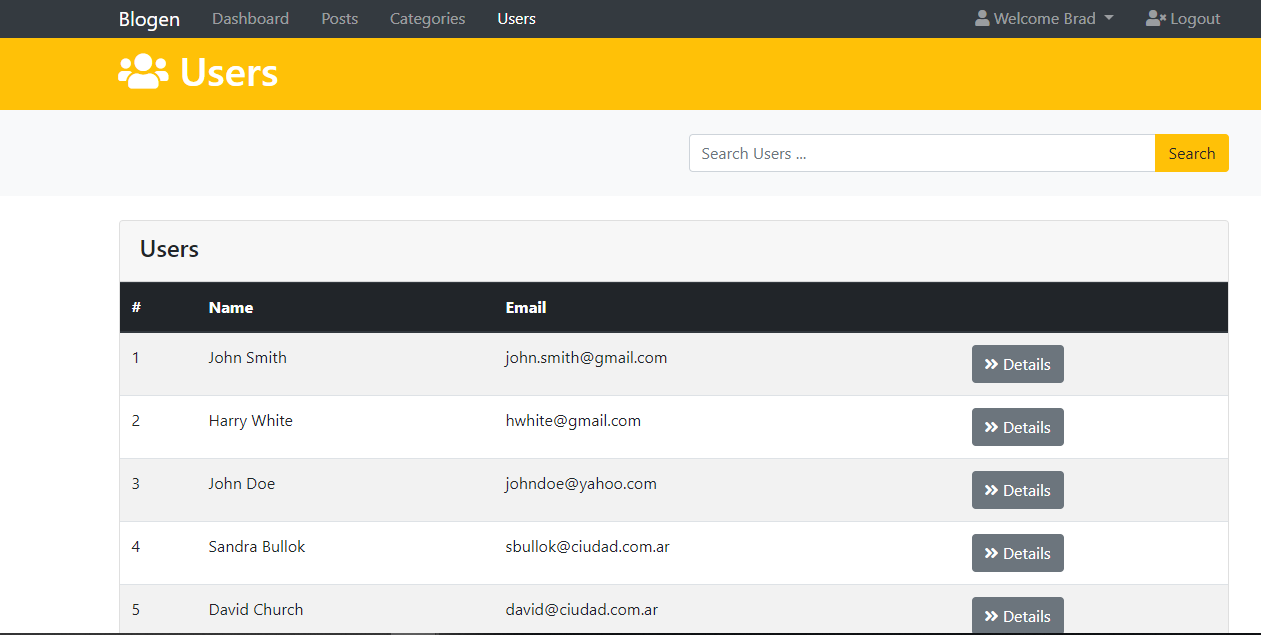 Blogen Dashboard Posts Categories Users Welcome Brad Logout
Users
Search Users ... Search
Users
# Name Email
1 John Smith john.smith@gmail.com Details
2 Harry White hwhite@gmail.com Details
3 John Doe johndoe@yahoo.com Details
4 Sandra Bullok sbullok@ciudad.com.ar Details
5 David Church david@ciudad.com.ar Details